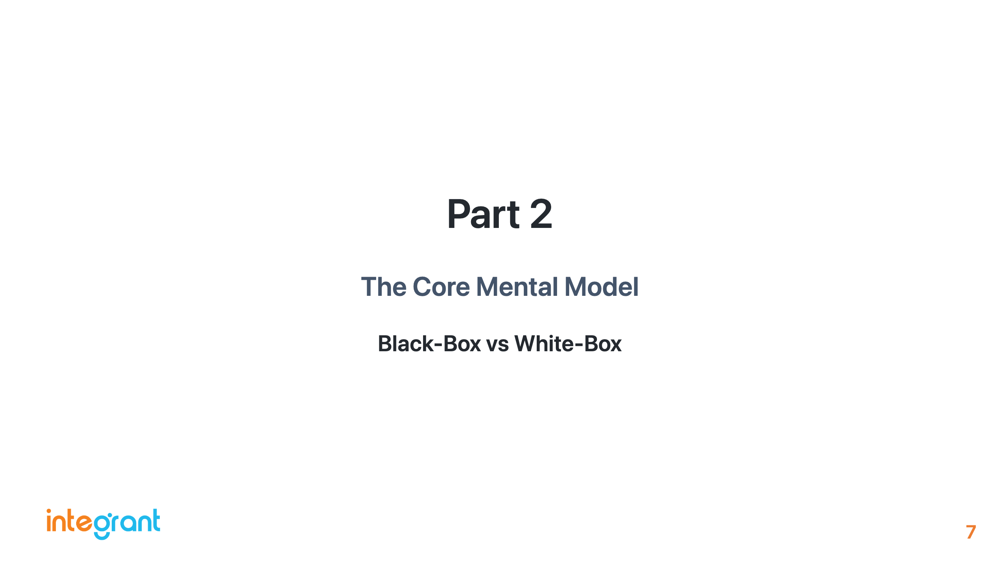 Part 2
The Core Mental Model
Black-Box vs White-Box
integrant
7